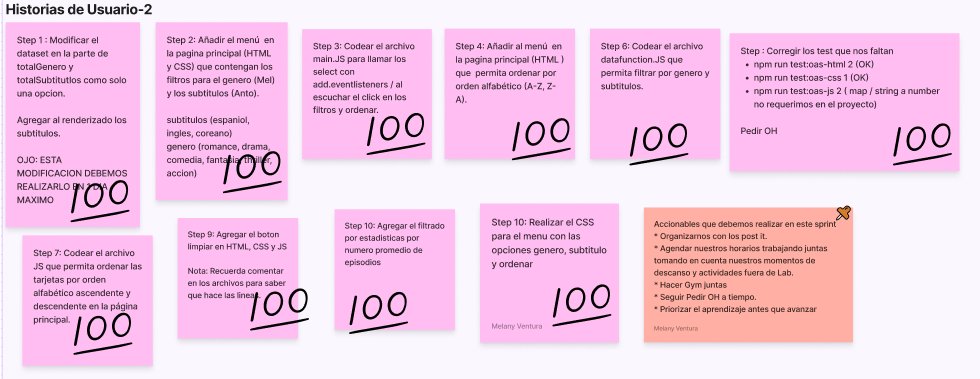 Historias de Usuario-2
Step 1 : Modificar el
dataset en la parte de
totalGenero y
totalSubtitutlos como solo
una opcion.
Agregar al renderizado los
subtitulos.
OJO: ESTA
MODIFICACION DEBEMOS
REALIZARLO EN 1 DIA
MAXIMO
100
Step 2: Añadir el menú en
la pagina principal (HTML
y CSS) que contengan los
filtros para el genero (Mel)
y los subtitulos (Anto).
subtitulos (espaniol,
ingles, coreano)
genero (romance, drama,
comedia, fantasia, thriller,
accion)
100
Step 3: Codear el archivo
main.JS para llamar los
select con
add.eventlisteners / al
escuchar el click en los
filtros y ordenar.
100
Step 4: Añadir al menú en
la pagina principal (HTML )
que permita ordenar por
orden alfabético (A-Z, Z-
A).
100
Step 6: Codear el archivo
datafunction.JS que
permita filtrar por genero y
subtitulos.
100
Step : Corregir los test que nos faltan
• npm run test:oas-html 2 (OK)
• npm run test:oas-css 1 (OK)
• npm run test:oas-js 2 ( map / string a number
no requerimos en el proyecto)
Pedir OH
100
Step 7: Codear el archivo
JS que permita ordenar las
tarjetas por orden
alfabético ascendente y
descendente en la página
principal.
100
Step 9: Agregar el boton
limpiar en HTML, CSS y JS
Nota: Recuerda comentar
en los archivos para saber
que hace las lineas.
100
Step 10: Agregar el filtrado
por estadisticas por
numero promedio de
episodios
100
Step 10: Realizar el CSS
para el menu con las
opciones genero, subtitulo
y ordenar
Melany Ventura
100
Accionables que debemos realizar en este sprint
* Organizarnos con los post it.
* Agendar nuestros horarios trabajando juntas
tomando en cuenta nuestros momentos de
descanso y actividades fuera de Lab.
* Hacer Gym juntas
* Seguir Pedir OH a tiempo.
* Priorizar el aprendizaje antes que avanzar
Melany Ventura